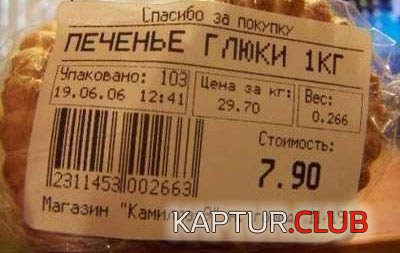 Спасибо за покупку
ПЕЧЕНЬЕ ГЛЮКИ 1КГ
Упаковано: 103
19.06.06 12:41
Цена за кг:
29.70
Вес:
0.266
Стоимость:
7.90
2311453 002663
Магазин
KAPTUR.CLUB